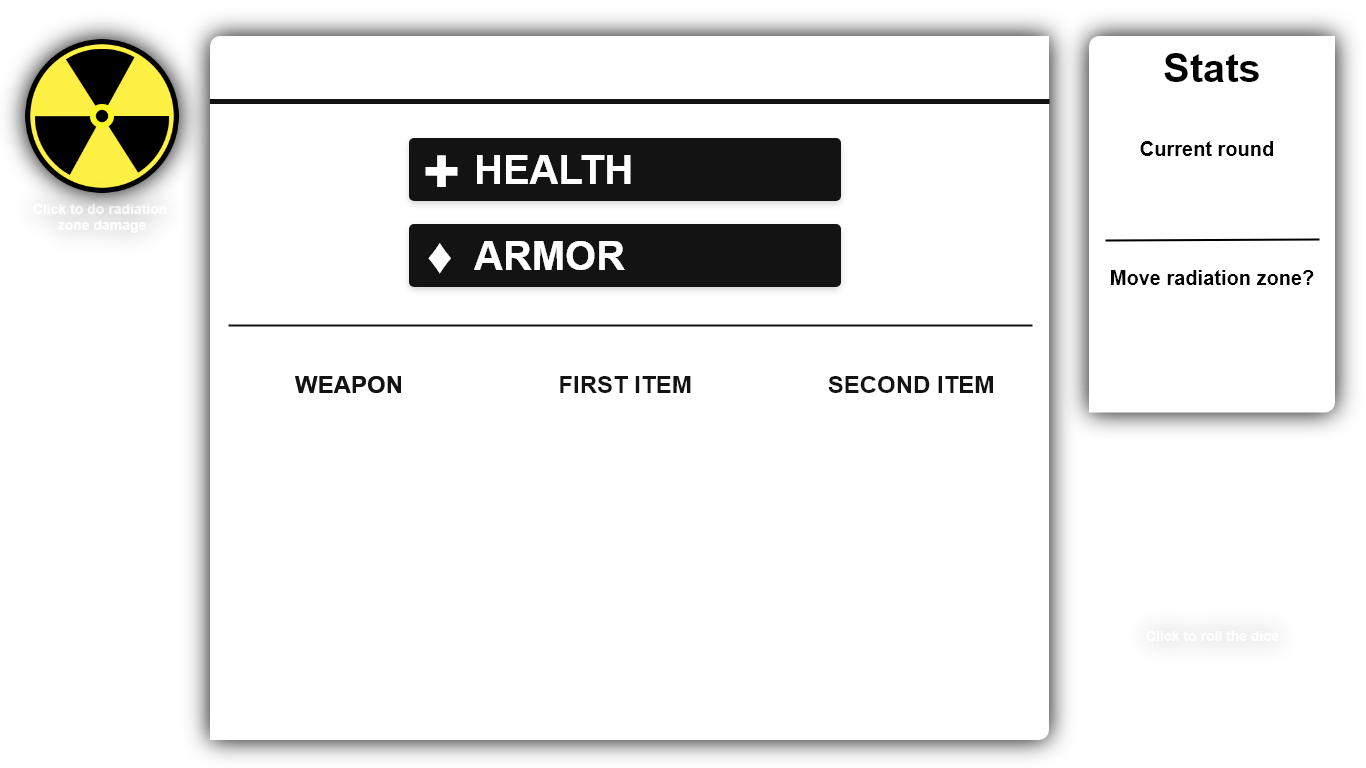 Click to do radiation
zone damage
HEALTH
ARMOR
WEAPON
FIRST ITEM
SECOND ITEM
Stats
Current round
Move radiation zone?
Click to roll the dice